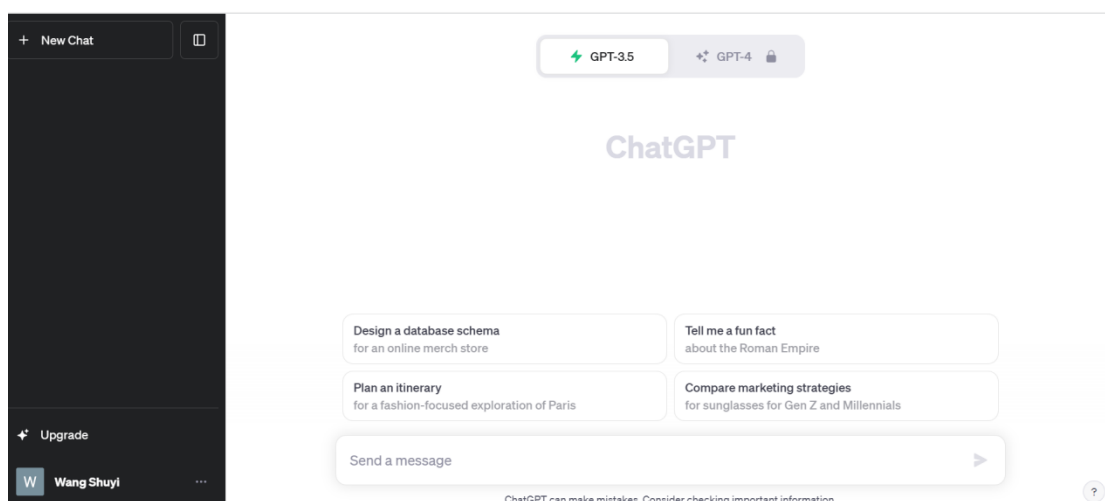 + New Chat
GPT-3.5
GPT-4
ChatGPT
Design a database schema
for an online merch store
Tell me a fun fact
about the Roman Empire
Plan an itinerary
for a fashion-focused exploration of Paris
Compare marketing strategies
for sunglasses for Gen Z and Millennials
Upgrade
Send a message
W Wang Shuyi ...
ChatGPT can make mistakes. Consider checking important information.
?